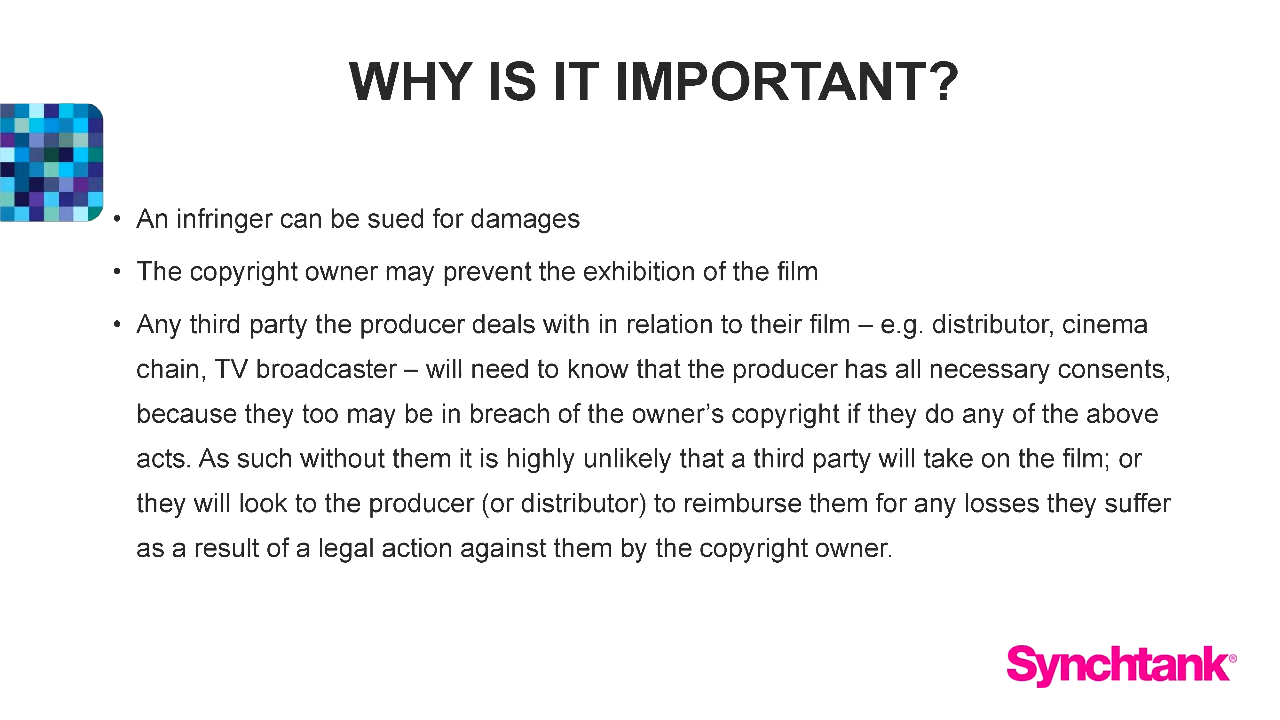 WHY IS IT IMPORTANT?
• An infringer can be sued for damages
• The copyright owner may prevent the exhibition of the film
• Any third party the producer deals with in relation to their film – e.g. distributor, cinema
chain, TV broadcaster – will need to know that the producer has all necessary consents,
because they too may be in breach of the owner’s copyright if they do any of the above
acts. As such without them it is highly unlikely that a third party will take on the film; or
they will look to the producer (or distributor) to reimburse them for any losses they suffer
as a result of a legal action against them by the copyright owner.
Synchtank®